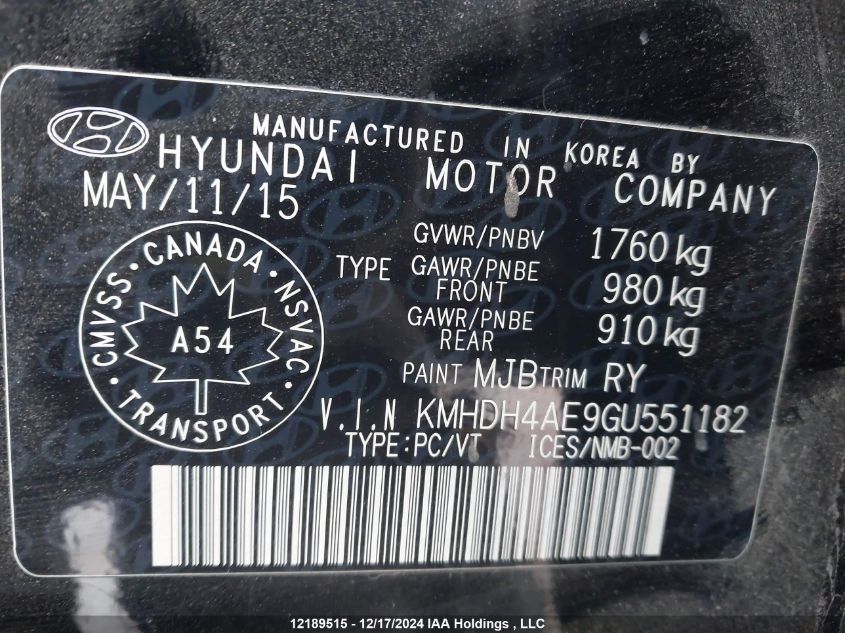 MANUFACTURED IN KOREA BY
HYUNDAI MOTOR COMPANY
MAY/11/15
GVWR/PNBV 1760 kg
TYPE GAWR/PNBE FRONT 980 kg
GAWR/PNBE REAR 910 kg
CMVSS · CANADA · NSVAC
A54
· TRANSPORT ·
PAINT MJB TRIM RY
V.I.N KMHDH4AE9GU551182
TYPE:PC/VT ICES/NMB-002
12189515 - 12/17/2024 IAA Holdings , LLC